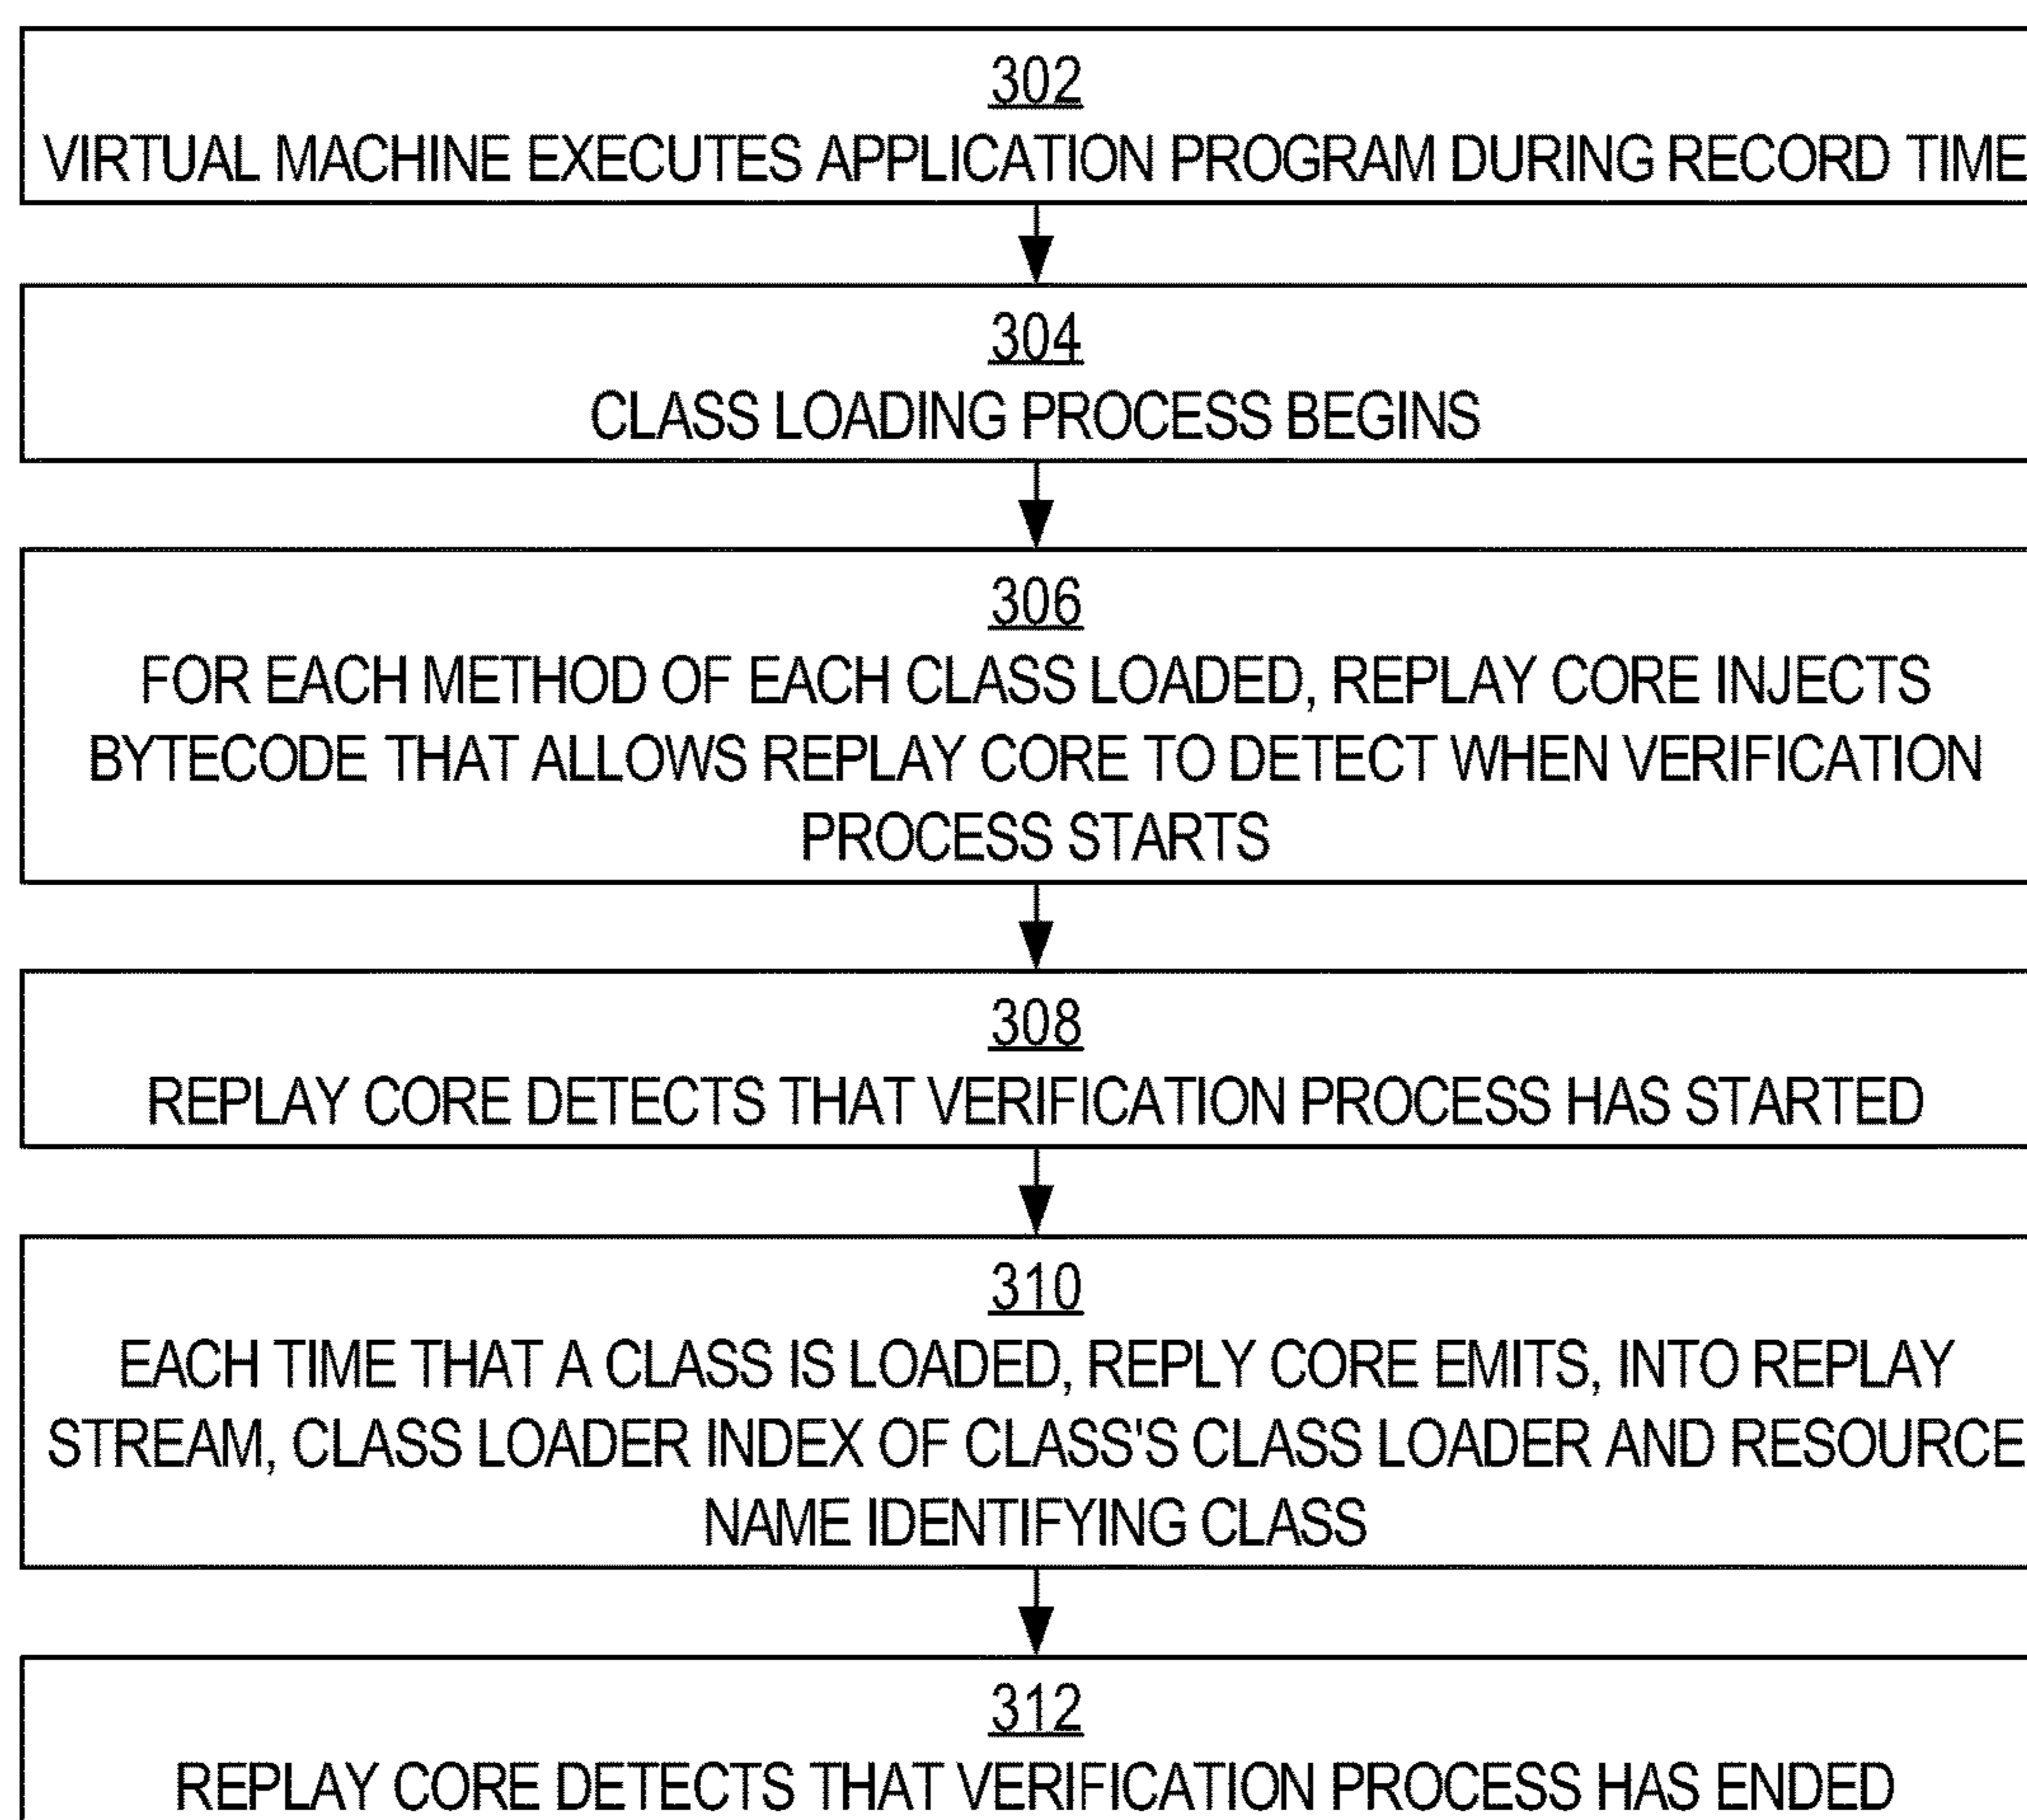 302
VIRTUAL MACHINE EXECUTES APPLICATION PROGRAM DURING RECORD TIME
304
CLASS LOADING PROCESS BEGINS
306
FOR EACH METHOD OF EACH CLASS LOADED, REPLAY CORE INJECTS
BYTECODE THAT ALLOWS REPLAY CORE TO DETECT WHEN VERIFICATION
PROCESS STARTS
308
REPLAY CORE DETECTS THAT VERIFICATION PROCESS HAS STARTED
310
EACH TIME THAT A CLASS IS LOADED, REPLY CORE EMITS, INTO REPLAY
STREAM, CLASS LOADER INDEX OF CLASS'S CLASS LOADER AND RESOURCE
NAME IDENTIFYING CLASS
312
REPLAY CORE DETECTS THAT VERIFICATION PROCESS HAS ENDED